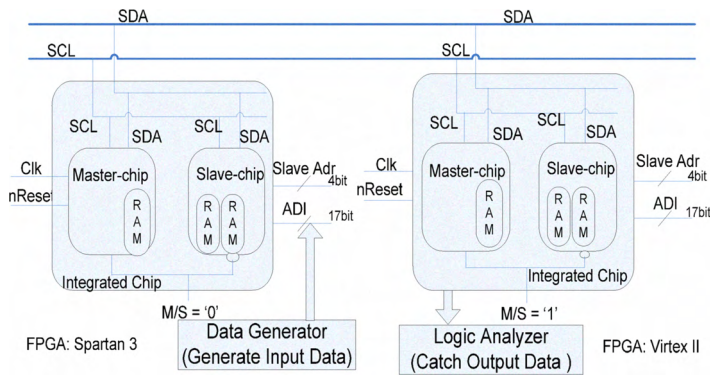 SDA
SDA
SCL
SCL
SCL
SDA
SCL
SDA
SCL
SDA
SCL
SDA
Clk
nReset
Master-chip
RAM
Slave-chip
RAM
RAM
Slave Adr
4bit
ADI
17bit
Integrated Chip
M/S = '0'
FPGA: Spartan 3
Data Generator
(Generate Input Data)
Clk
nReset
Master-chip
RAM
Slave-chip
RAM
RAM
Slave Adr
4bit
ADI
17bit
Integrated Chip
M/S = '1'
Logic Analyzer
(Catch Output Data )
FPGA: Virtex II